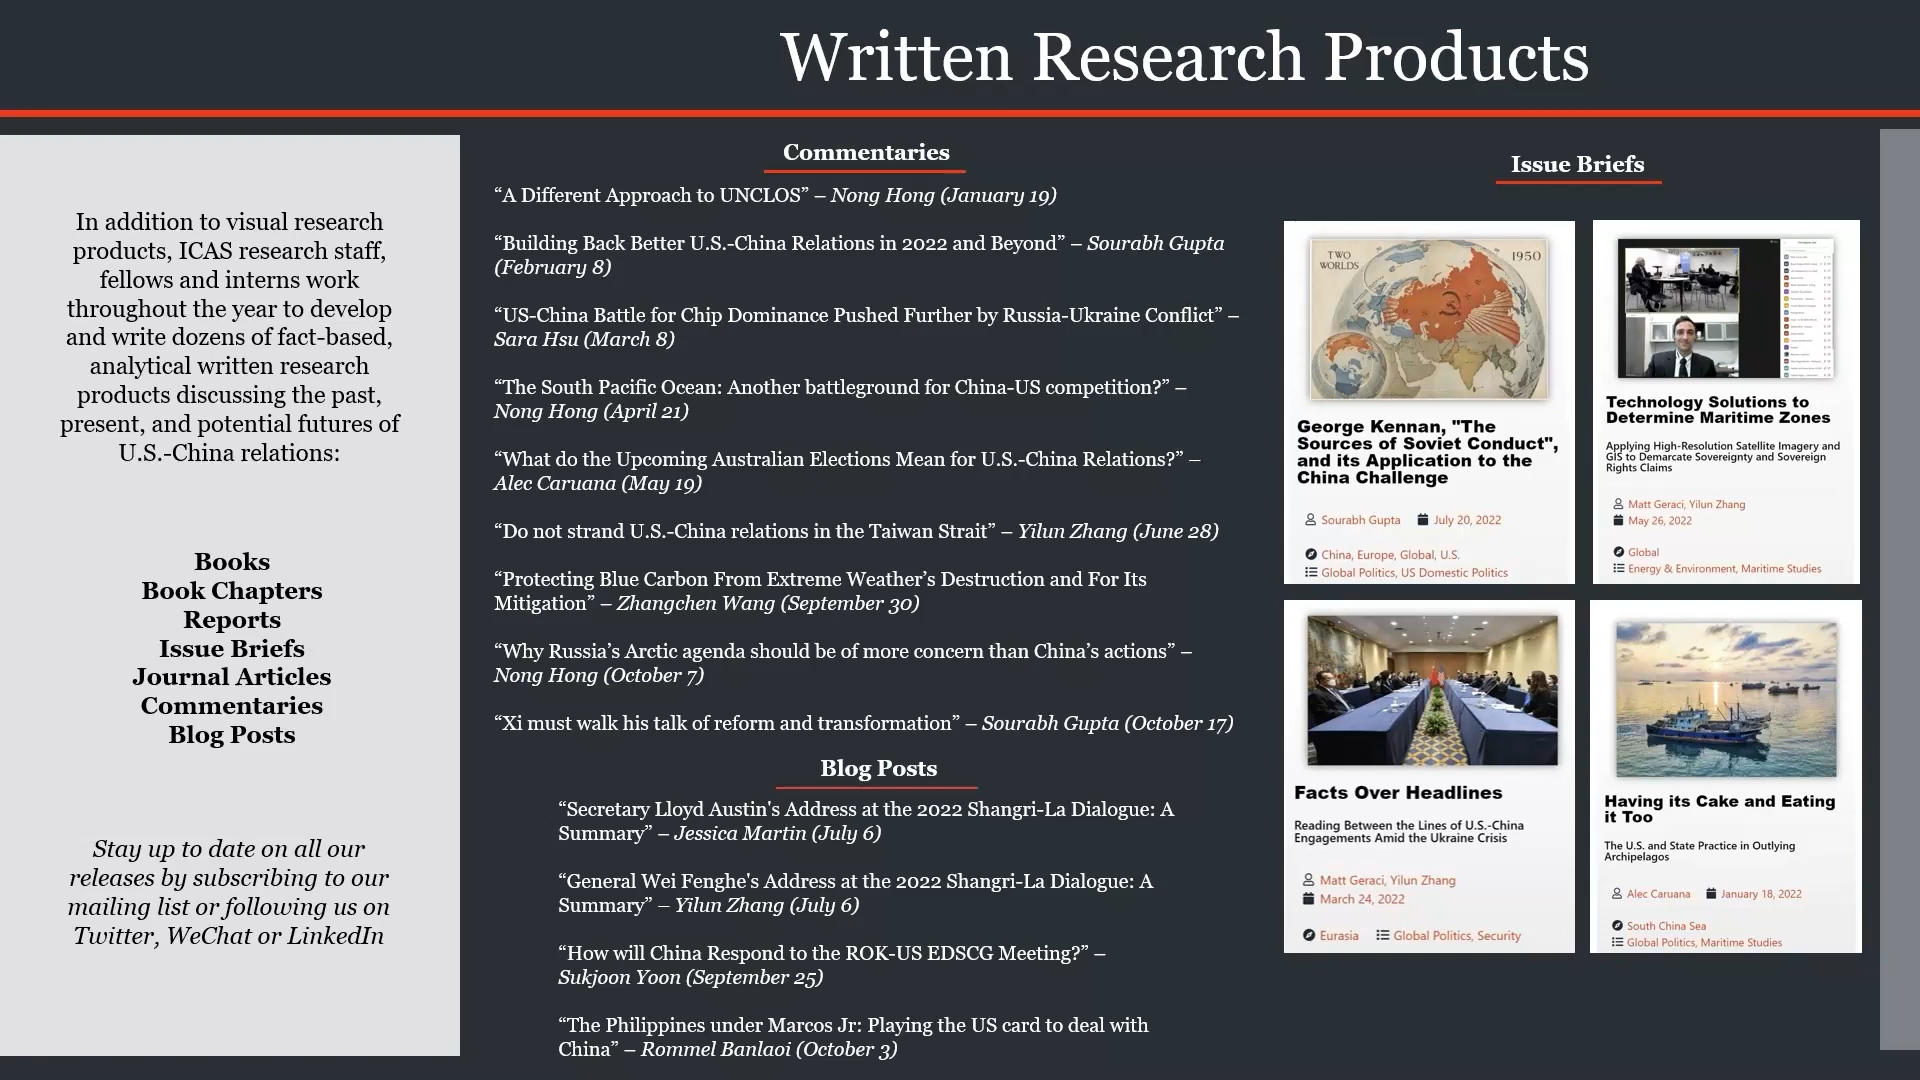 Written Research Products
In addition to visual research
products, ICAS research staff,
fellows and interns work
throughout the year to develop
and write dozens of fact-based,
analytical written research
products discussing the past,
present, and potential futures of
U.S.-China relations:
Books
Book Chapters
Reports
Issue Briefs
Journal Articles
Commentaries
Blog Posts
Stay up to date on all our
releases by subscribing to our
mailing list or following us on
Twitter, WeChat or LinkedIn
Commentaries
“A Different Approach to UNCLOS” – Nong Hong (January 19)
“Building Back Better U.S.-China Relations in 2022 and Beyond” – Sourabh Gupta
(February 8)
“US-China Battle for Chip Dominance Pushed Further by Russia-Ukraine Conflict” –
Sara Hsu (March 8)
“The South Pacific Ocean: Another battleground for China-US competition?” –
Nong Hong (April 21)
“What do the Upcoming Australian Elections Mean for U.S.-China Relations?” –
Alec Caruana (May 19)
“Do not strand U.S.-China relations in the Taiwan Strait” – Yilun Zhang (June 28)
“Protecting Blue Carbon From Extreme Weather’s Destruction and For Its
Mitigation” – Zhangchen Wang (September 30)
“Why Russia’s Arctic agenda should be of more concern than China’s actions” –
Nong Hong (October 7)
“Xi must walk his talk of reform and transformation” – Sourabh Gupta (October 17)
Blog Posts
“Secretary Lloyd Austin's Address at the 2022 Shangri-La Dialogue: A
Summary” – Jessica Martin (July 6)
“General Wei Fenghe's Address at the 2022 Shangri-La Dialogue: A
Summary” – Yilun Zhang (July 6)
“How will China Respond to the ROK-US EDSCG Meeting?” –
Sukjoon Yoon (September 25)
“The Philippines under Marcos Jr: Playing the US card to deal with
China” – Rommel Banlaoi (October 3)
Issue Briefs
TWO
WORLDS
1950
George Kennan, "The
Sources of Soviet Conduct",
and its Application to the
China Challenge
Sourabh Gupta July 20, 2022
China, Europe, Global, U.S.
Global Politics, US Domestic Politics
Technology Solutions to
Determine Maritime Zones
Applying High-Resolution Satellite Imagery and
GIS to Demarcate Sovereignty and Sovereign
Rights Claims
Matt Geraci, Yilun Zhang
May 26, 2022
Global
Energy & Environment, Maritime Studies
Facts Over Headlines
Reading Between the Lines of U.S.-China
Engagements Amid the Ukraine Crisis
Matt Geraci, Yilun Zhang
March 24, 2022
Eurasia Global Politics, Security
Having its Cake and Eating
it Too
The U.S. and State Practice in Outlying
Archipelagos
Alec Caruana January 18, 2022
South China Sea
Global Politics, Maritime Studies